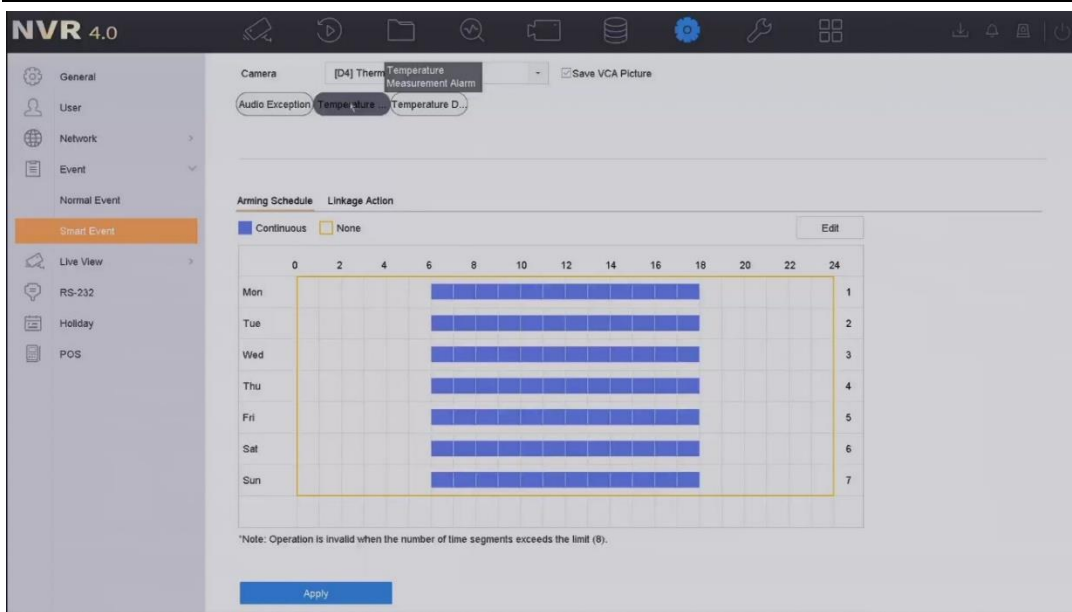 NVR 4.0
General
User
Network
Event
Normal Event
Smart Event
Live View
RS-232
Holiday
POS
Camera [D4] Therm Save VCA Picture
Temperature
Measurement Alarm
Audio Exception Temperature ... Temperature D...
Arming Schedule Linkage Action
Continuous None Edit
0 2 4 6 8 10 12 14 16 18 20 22 24
Mon 1
Tue 2
Wed 3
Thu 4
Fri 5
Sat 6
Sun 7
*Note: Operation is invalid when the number of time segments exceeds the limit (8).
Apply